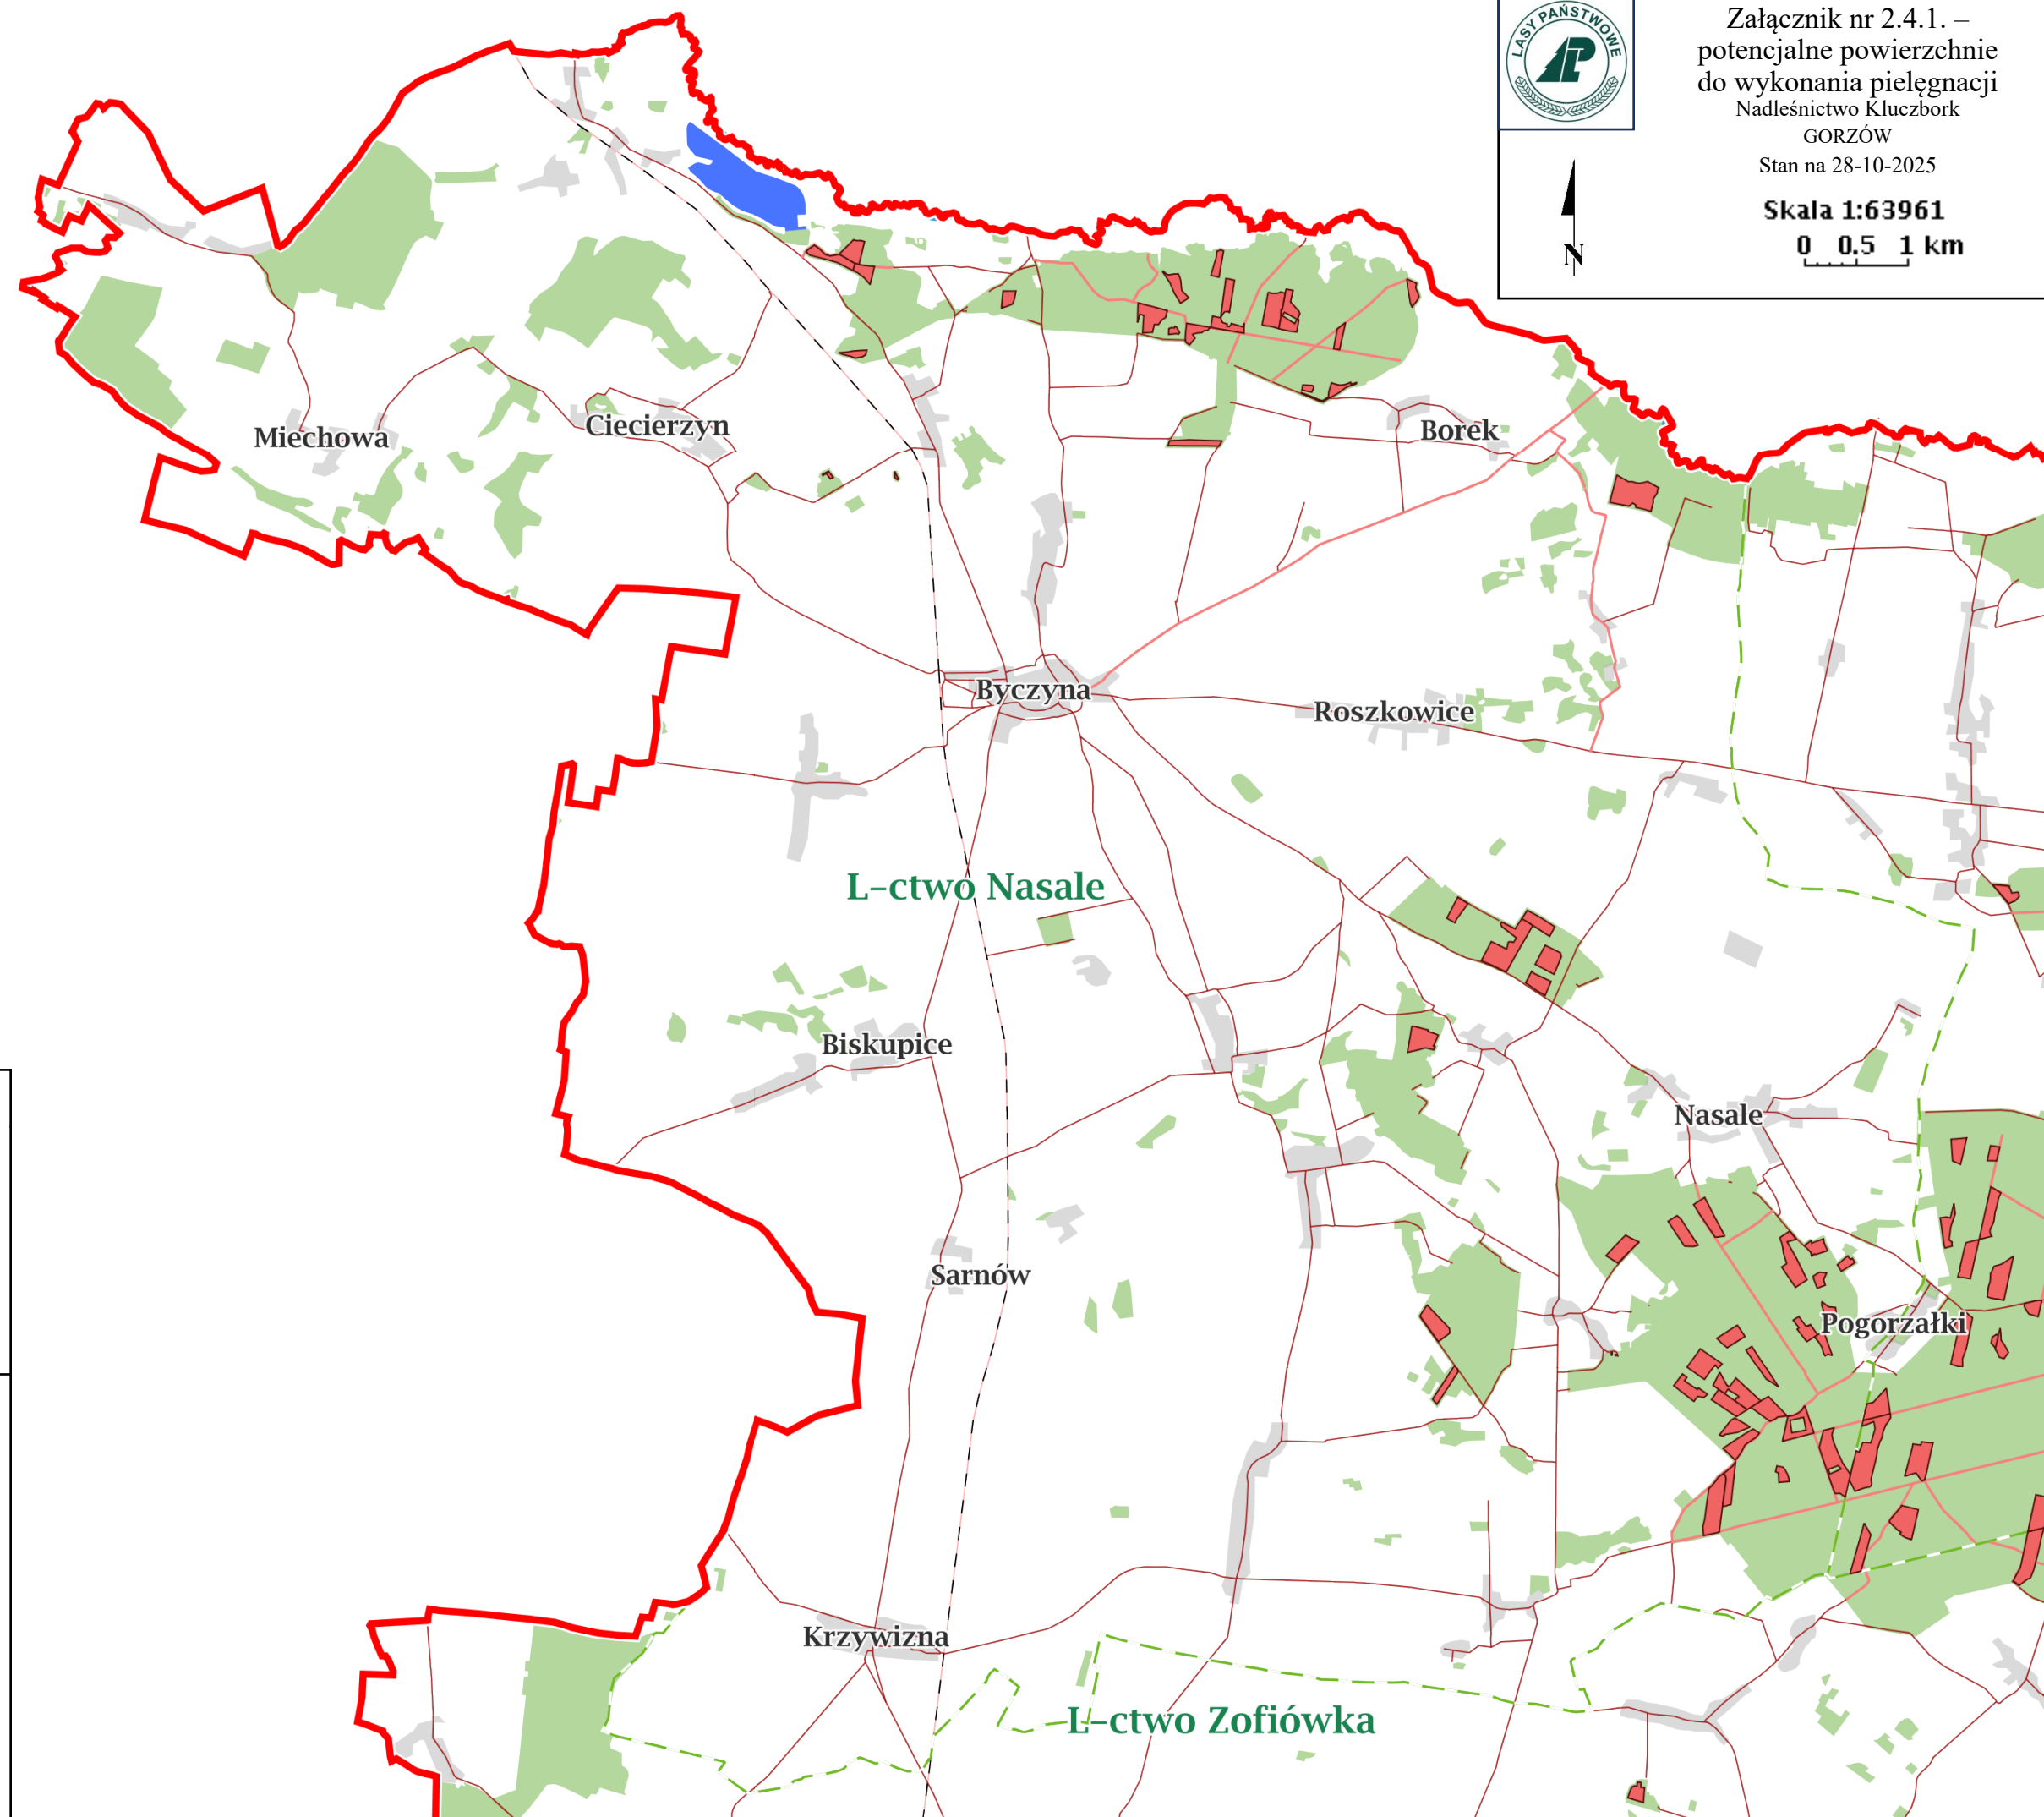 LASY PAŃSTWOWE
Załącznik nr 2.4.1. –
potencjalne powierzchnie
do wykonania pielęgnacji
Nadleśnictwo Kluczbork
GORZÓW
Stan na 28-10-2025
Skala 1:63961
0 0.5 1 km
N
Miechowa
Ciecierzyn
Borek
Byczyna
Roszkowice
L-ctwo Nasale
Biskupice
Nasale
Sarnów
Pogorzałki
Krzywizna
L-ctwo Zofiówka